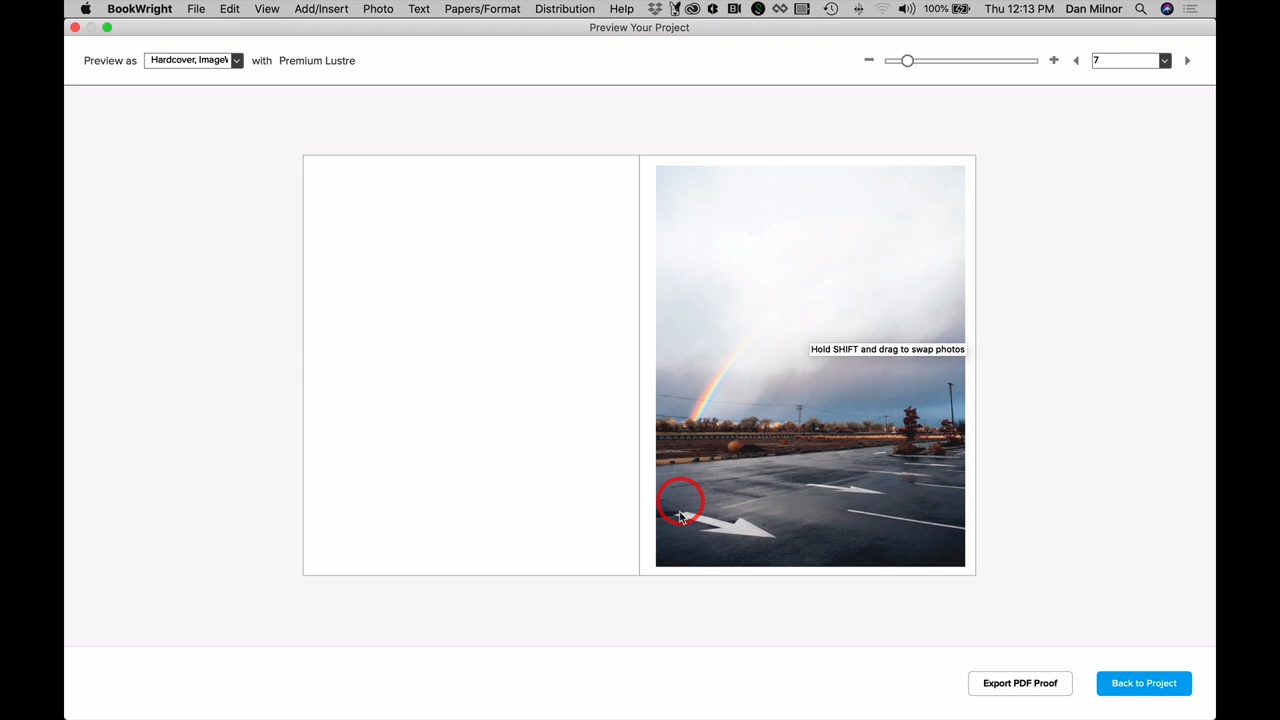 BookWright File Edit View Add/Insert Photo Text Papers/Format Distribution Help 100% Thu 12:13 PM Dan Milnor
Preview Your Project
Preview as Hardcover, ImageW with Premium Lustre 7
Hold SHIFT and drag to swap photos
Export PDF Proof Back to Project